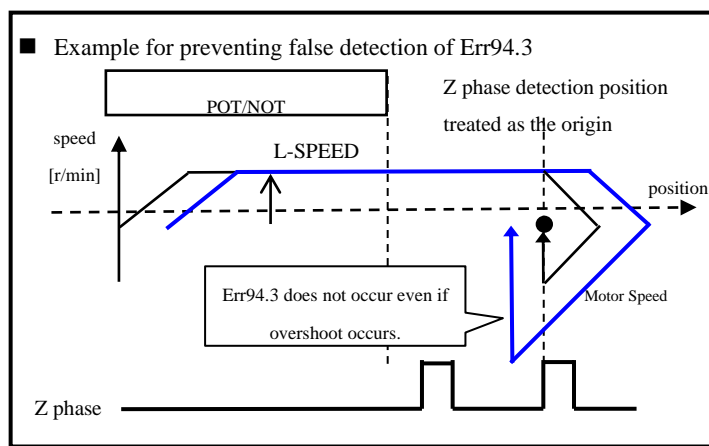 ■ Example for preventing false detection of Err94.3
POT/NOT
Z phase detection position
treated as the origin
speed
[r/min]
L-SPEED
position
Err94.3 does not occur even if
overshoot occurs.
Motor Speed
Z phase